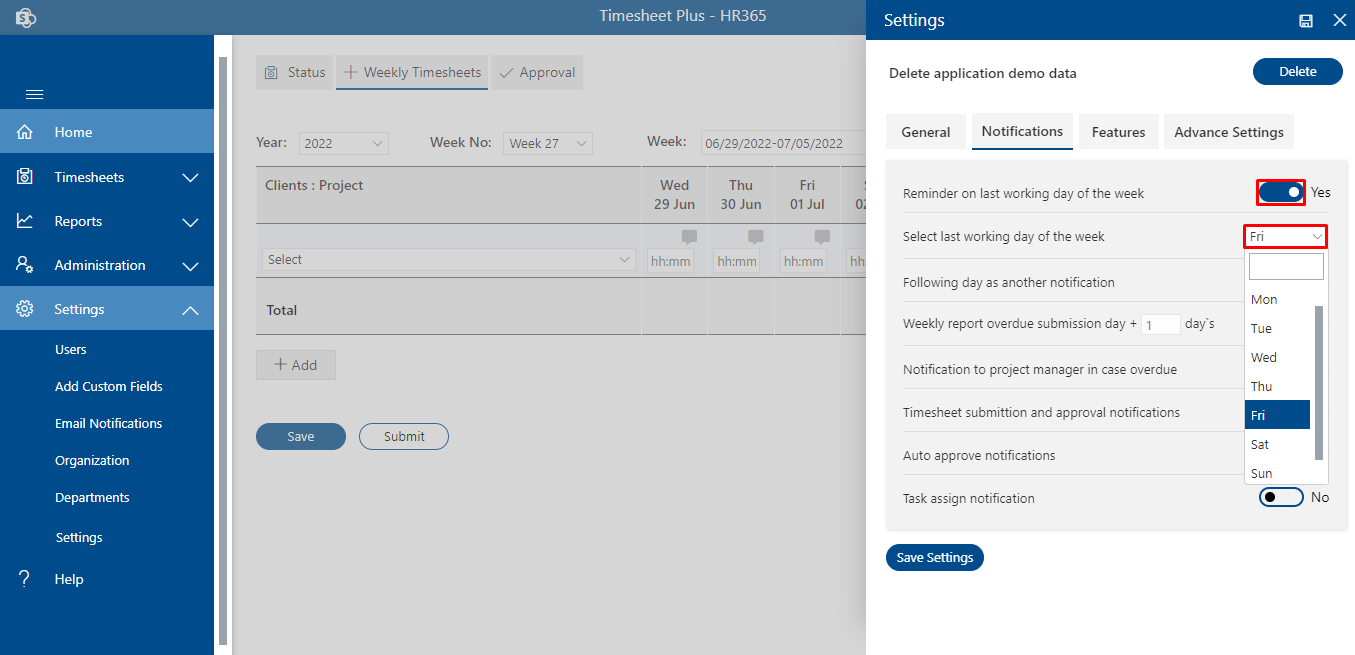 Timesheet Plus - HR365
Home
Timesheets
Reports
Administration
Settings
Users
Add Custom Fields
Email Notifications
Organization
Departments
Settings
? Help
Status
Weekly Timesheets
Approval
Year: 2022 Week No: Week 27 Week: 06/29/2022-07/05/2022
Clients : Project Wed Thu Fri
29 Jun 30 Jun 01 Jul 02
Select hh:mm hh:mm hh:mm hh:
Total
+ Add
Save Submit
Settings
Delete application demo data Delete
General Notifications Features Advance Settings
Reminder on last working day of the week Yes
Select last working day of the week Fri
Following day as another notification
Mon
Weekly report overdue submission day + 1 day`s
Tue
Wed
Notification to project manager in case overdue
Thu
Timesheet submittion and approval notifications
Fri
Sat
Auto approve notifications
Sun
Task assign notification No
Save Settings